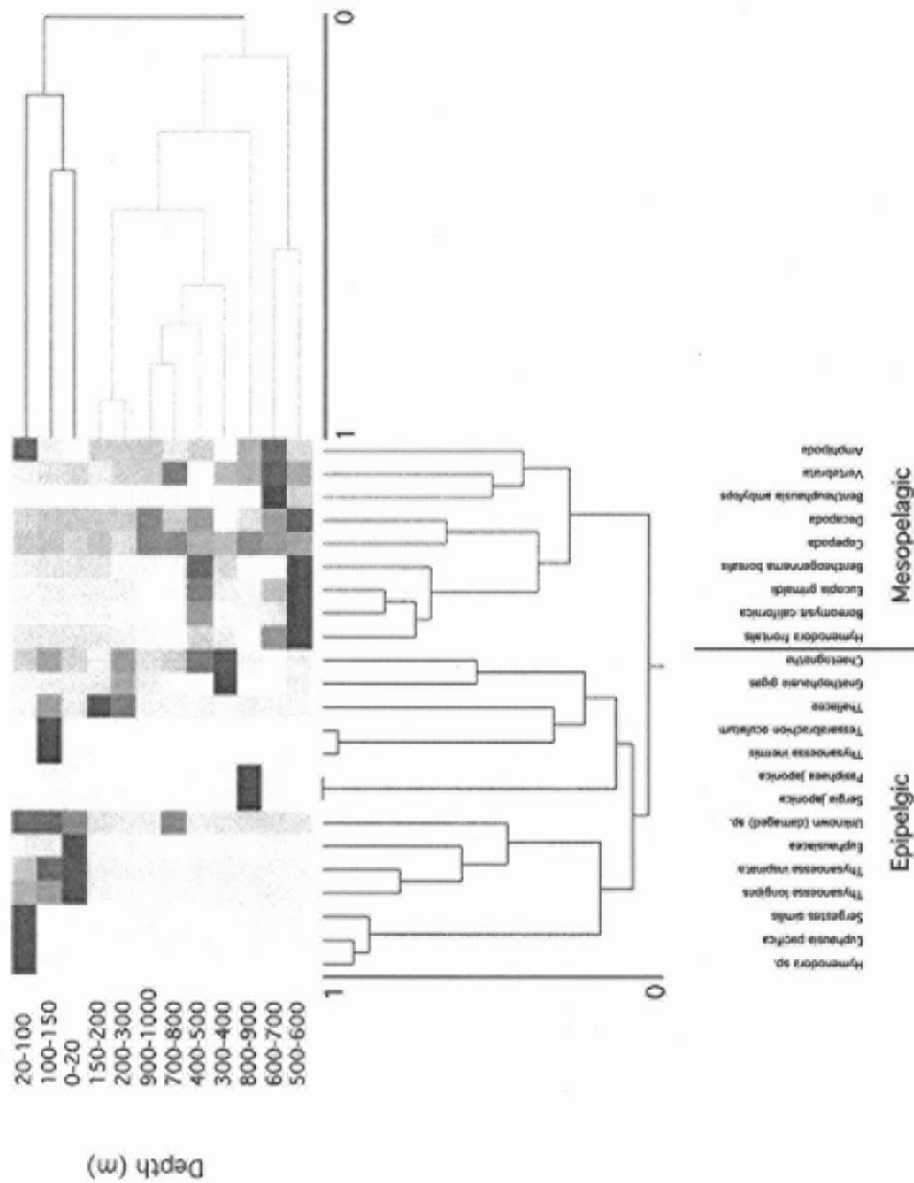 Depth (m)
20-100
100-150
0-20
150-200
200-300
900-1000
700-800
400-500
300-400
800-900
600-700
500-600
1
0
1
0
Hymenodora sp.
Euphausia pacifica
Sergestes similis
Thysanoessa longipes
Thysanoessa inspinata
Euphausiacea
Unknown (damaged) sp.
Sergia japonica
Pasiphaea japonica
Thysanoessa inermis
Tessarabrachion oculatum
Thaliacea
Gnathophausia gigas
Chaetognatha
Hymenodora frontalis
Boreomysis californica
Eucopia grimaldi
Bentheogennema borealis
Copepoda
Decapoda
Bentheuphausia amblyops
Vertebrata
Amphipoda
Epipelgic
Mesopelagic